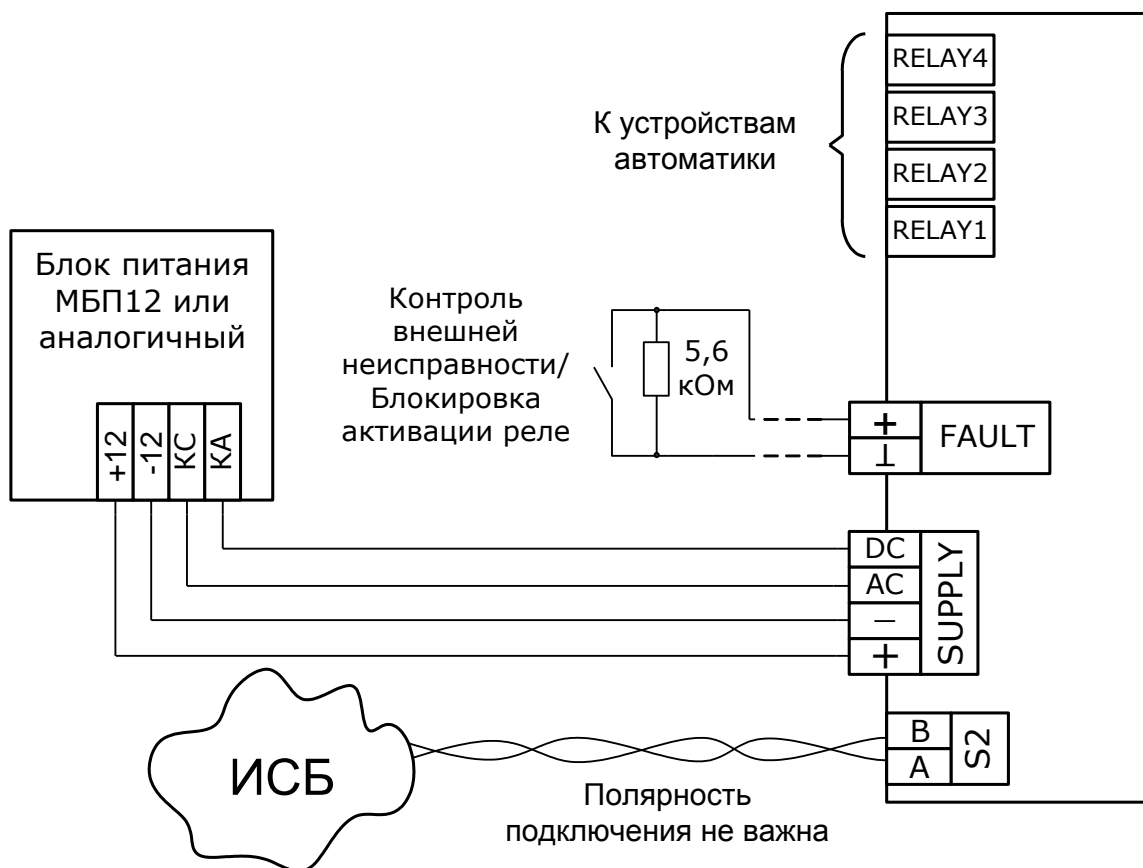 RELAY4
RELAY3
RELAY2
RELAY1
К устройствам
автоматики
Блок питания
МБП12 или
аналогичный
+12
-12
КС
КА
Контроль
внешней
неисправности/
Блокировка
активации реле
5,6
кОм
+
⊥
FAULT
DC
AC
—
+
SUPPLY
ИСБ
B
A
S2
Полярность
подключения не важна